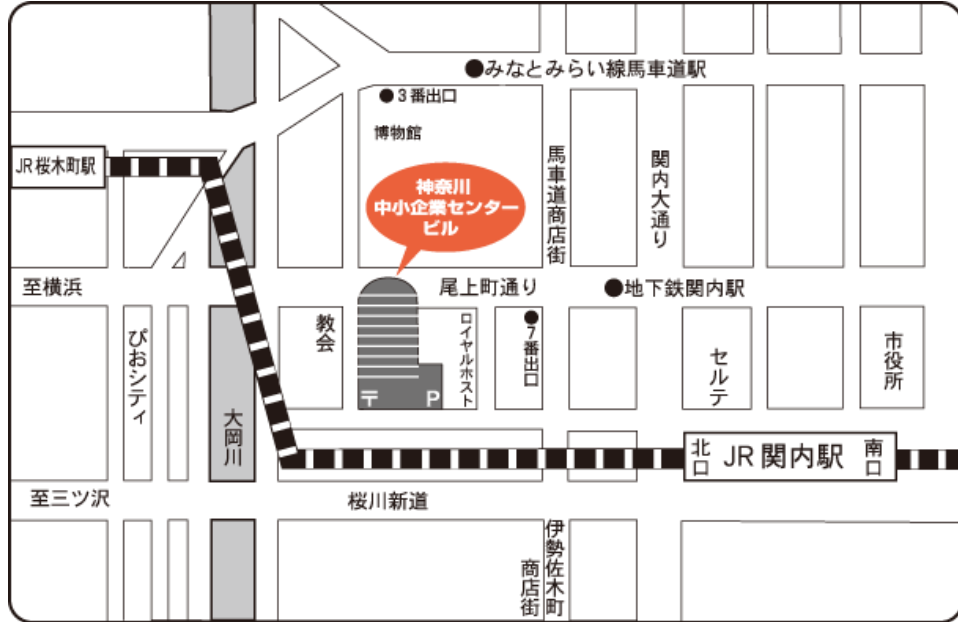 ●みなとみらい線馬車道駅
●3番出口
博物館
JR桜木町駅
神奈川
中小企業センター
ビル
馬車道商店街
関内大通り
至横浜
尾上町通り
●地下鉄関内駅
ぴおシティ
教会
ロイヤルホスト
●7番出口
セルテ
市役所
〒 P
大岡川
北口 JR関内駅 南口
至三ツ沢
桜川新道
伊勢佐木町
商店街